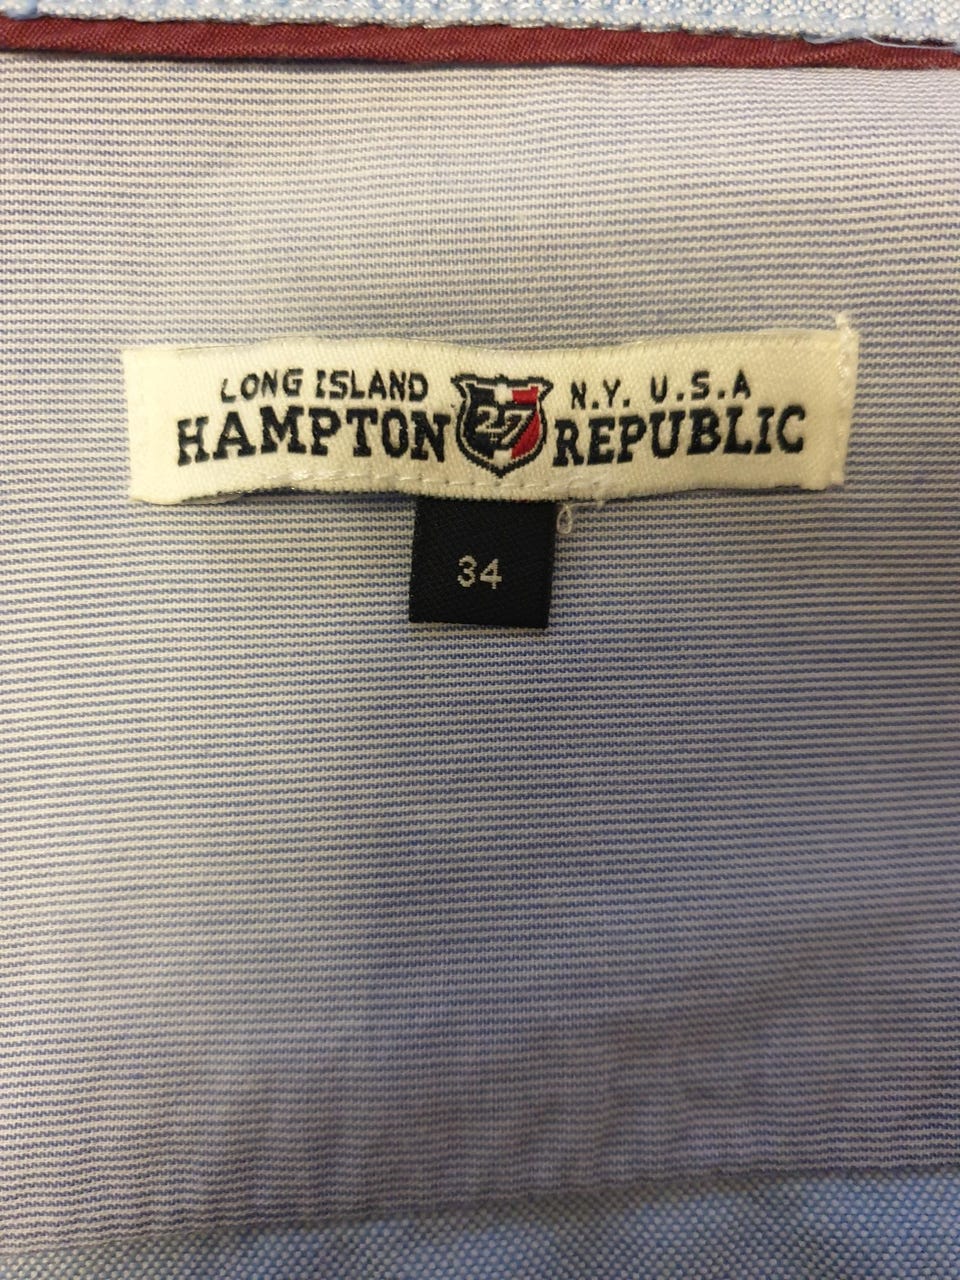 LONG ISLAND N.Y. U.S.A
HAMPTON 27 REPUBLIC
34